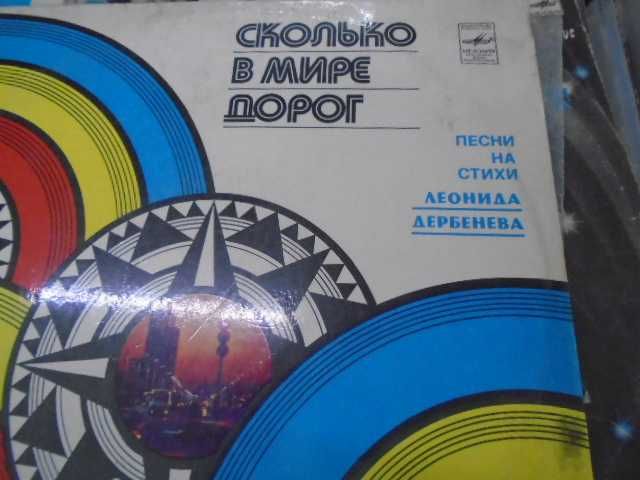 СКОЛЬКО
В МИРЕ
ДОРОГ
ПЕСНИ
НА
СТИХИ
ЛЕОНИДА
ДЕРБЕНЕВА